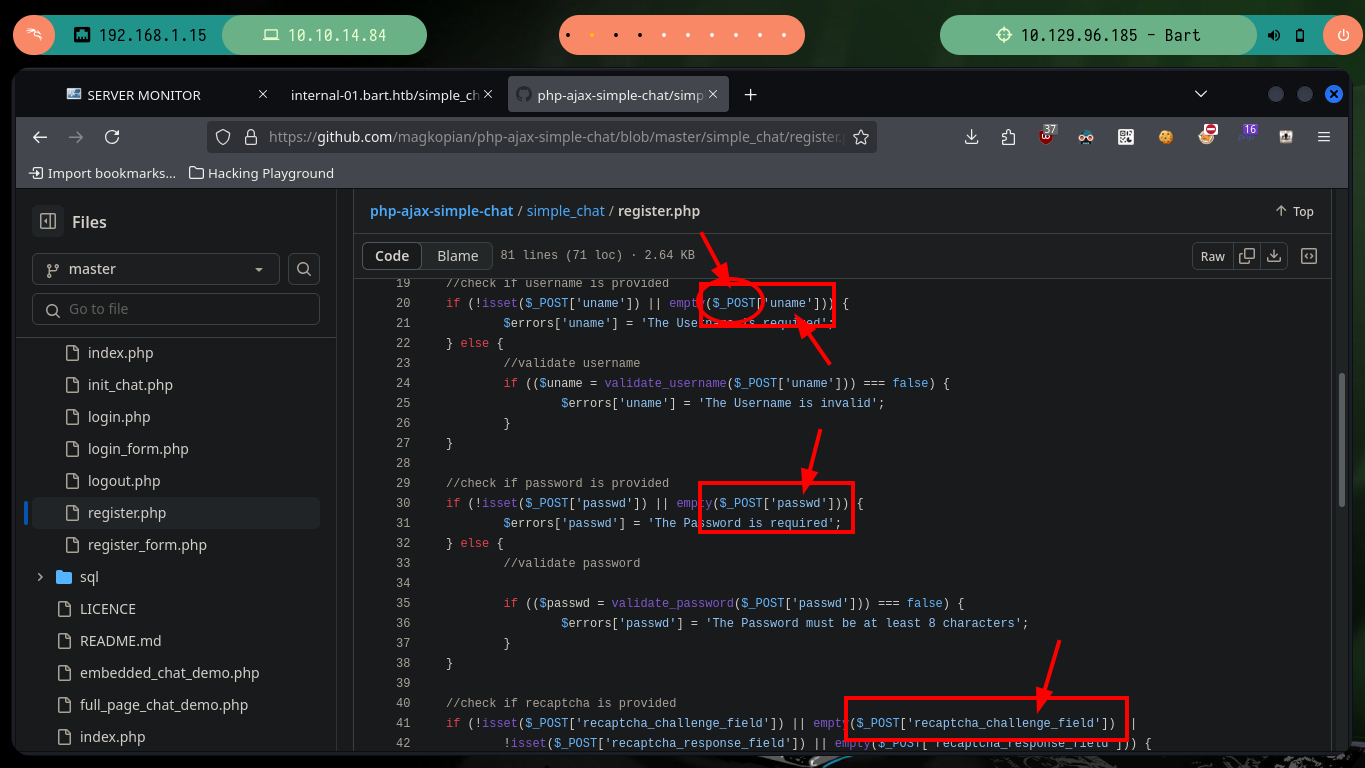 192.168.1.15
10.10.14.84
10.129.96.185 - Bart
SERVER MONITOR
internal-01.bart.htb/simple_ch
php-ajax-simple-chat/simp
https://github.com/magkopian/php-ajax-simple-chat/blob/master/simple_chat/register.p
37
16
Import bookmarks...
Hacking Playground
Files
master
Go to file
index.php
init_chat.php
login.php
login_form.php
logout.php
register.php
register_form.php
sql
LICENCE
README.md
embedded_chat_demo.php
full_page_chat_demo.php
index.php
php-ajax-simple-chat / simple_chat / register.php
Top
Code
Blame
81 lines (71 loc) · 2.64 KB
Raw
19 //check if username is provided
20 if (!isset($_POST['uname']) || empty($_POST['uname'])) {
21 $errors['uname'] = 'The Username is required';
22 } else {
23 //validate username
24 if (($uname = validate_username($_POST['uname'])) === false) {
25 $errors['uname'] = 'The Username is invalid';
26 }
27 }
28
29 //check if password is provided
30 if (!isset($_POST['passwd']) || empty($_POST['passwd'])) {
31 $errors['passwd'] = 'The Password is required';
32 } else {
33 //validate password
34
35 if (($passwd = validate_password($_POST['passwd'])) === false) {
36 $errors['passwd'] = 'The Password must be at least 8 characters';
37 }
38 }
39
40 //check if recaptcha is provided
41 if (!isset($_POST['recaptcha_challenge_field']) || empty($_POST['recaptcha_challenge_field']) ||
42 !isset($_POST['recaptcha_response_field']) || empty($_POST['recaptcha_response_field'])) {